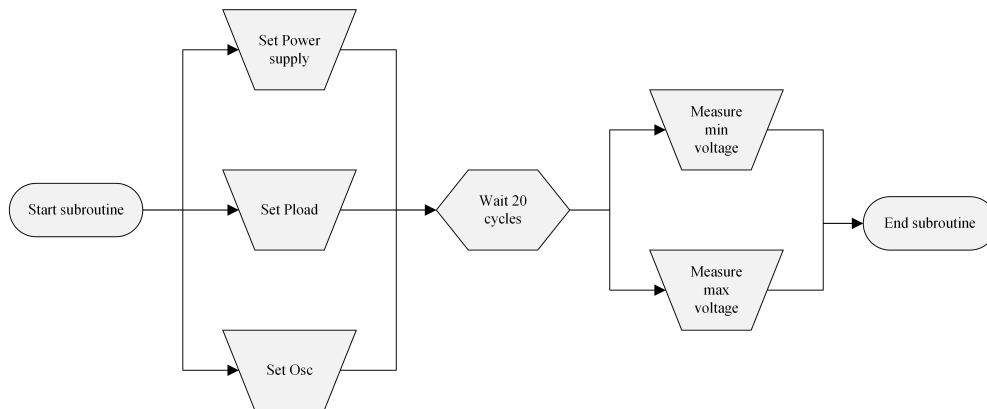 Start subroutine
Set Power
supply
Set Pload
Set Osc
Wait 20
cycles
Measure
min
voltage
Measure
max
voltage
End subroutine